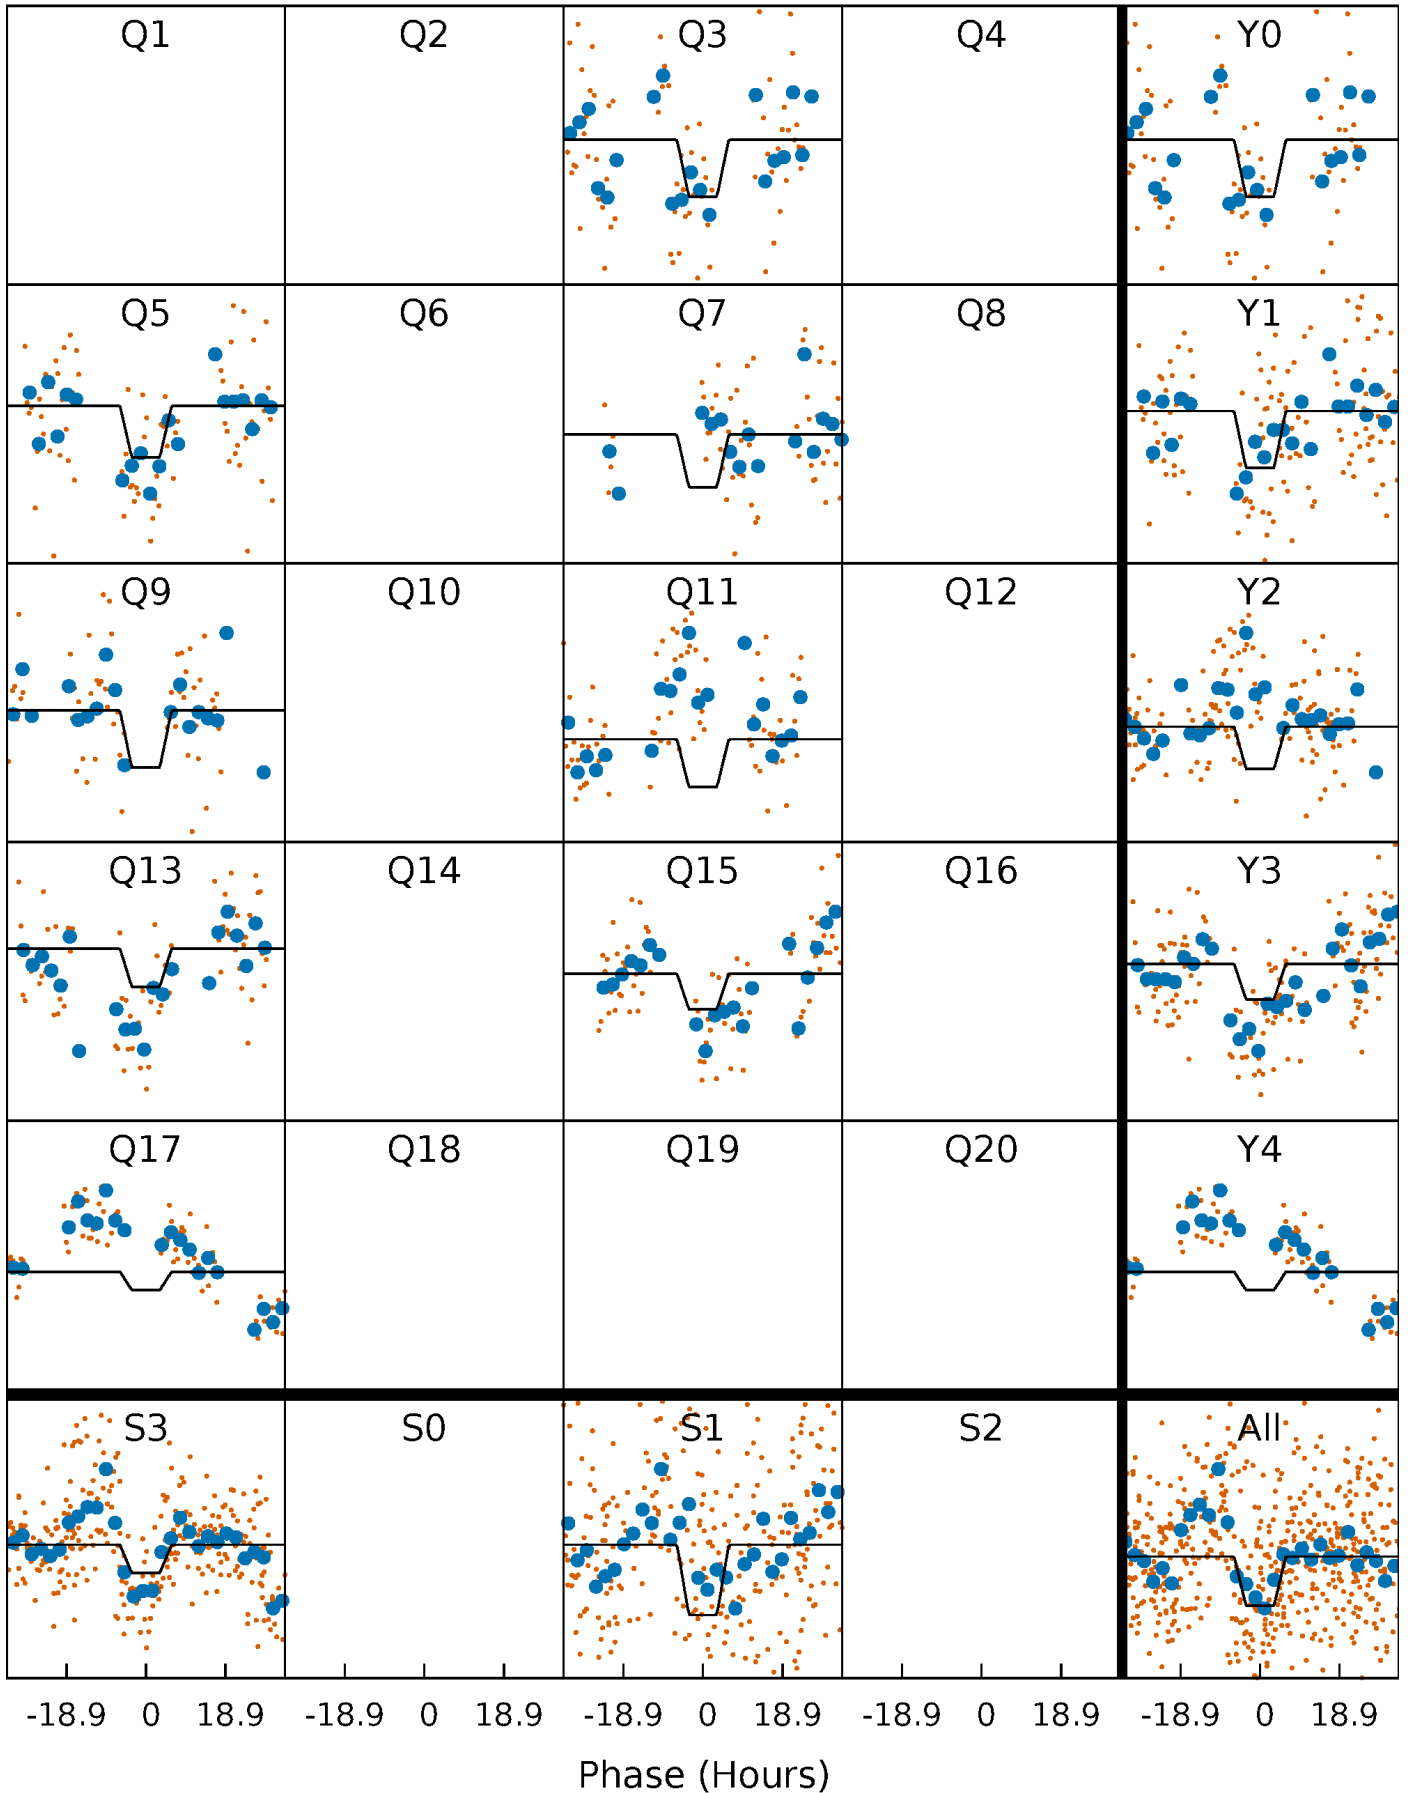 Q1 Q2 Q3 Q4 Y0
Q5 Q6 Q7 Q8 Y1
Q9 Q10 Q11 Q12 Y2
Q13 Q14 Q15 Q16 Y3
Q17 Q18 Q19 Q20 Y4
S3 S0 S1 S2 All
-18.9 0 18.9 -18.9 0 18.9 -18.9 0 18.9 -18.9 0 18.9 -18.9 0 18.9
Phase (Hours)